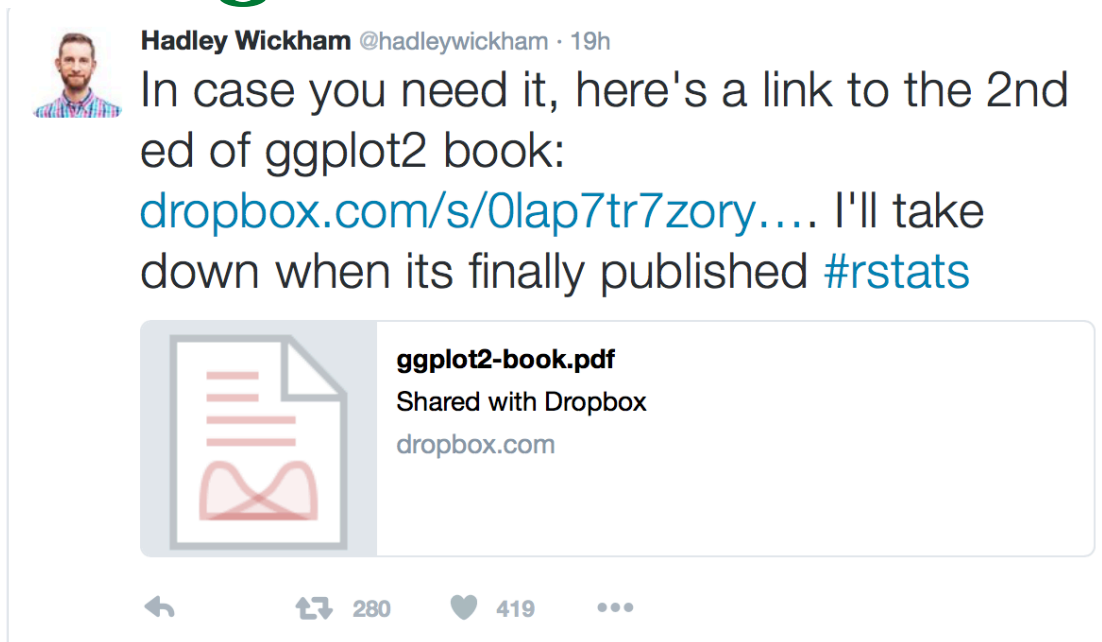 Hadley Wickham @hadleywickham · 19h
In case you need it, here's a link to the 2nd
ed of ggplot2 book:
dropbox.com/s/0lap7tr7zory…. I'll take
down when its finally published #rstats
ggplot2-book.pdf
Shared with Dropbox
dropbox.com
280 419